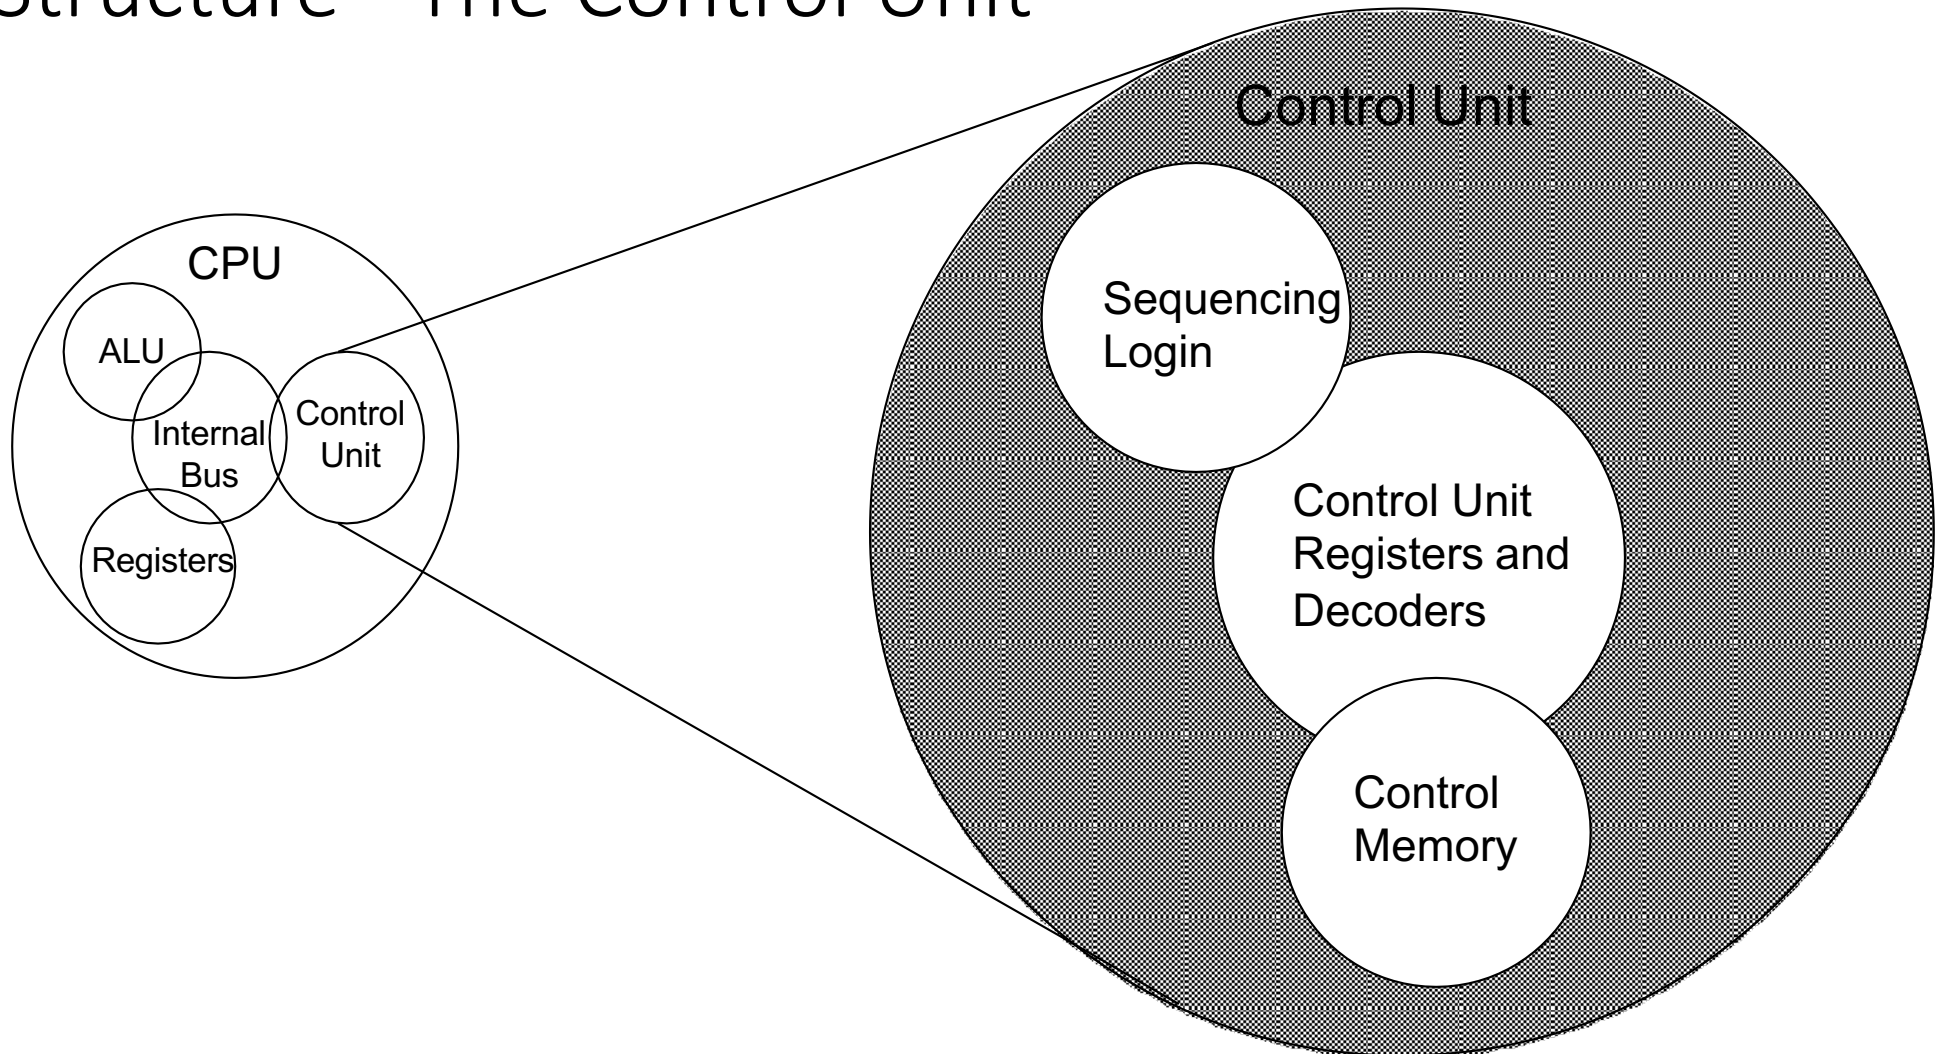 Structure - The Control Unit
CPU
ALU
Internal
Bus
Control
Unit
Registers
Control Unit
Sequencing
Login
Control Unit
Registers and
Decoders
Control
Memory